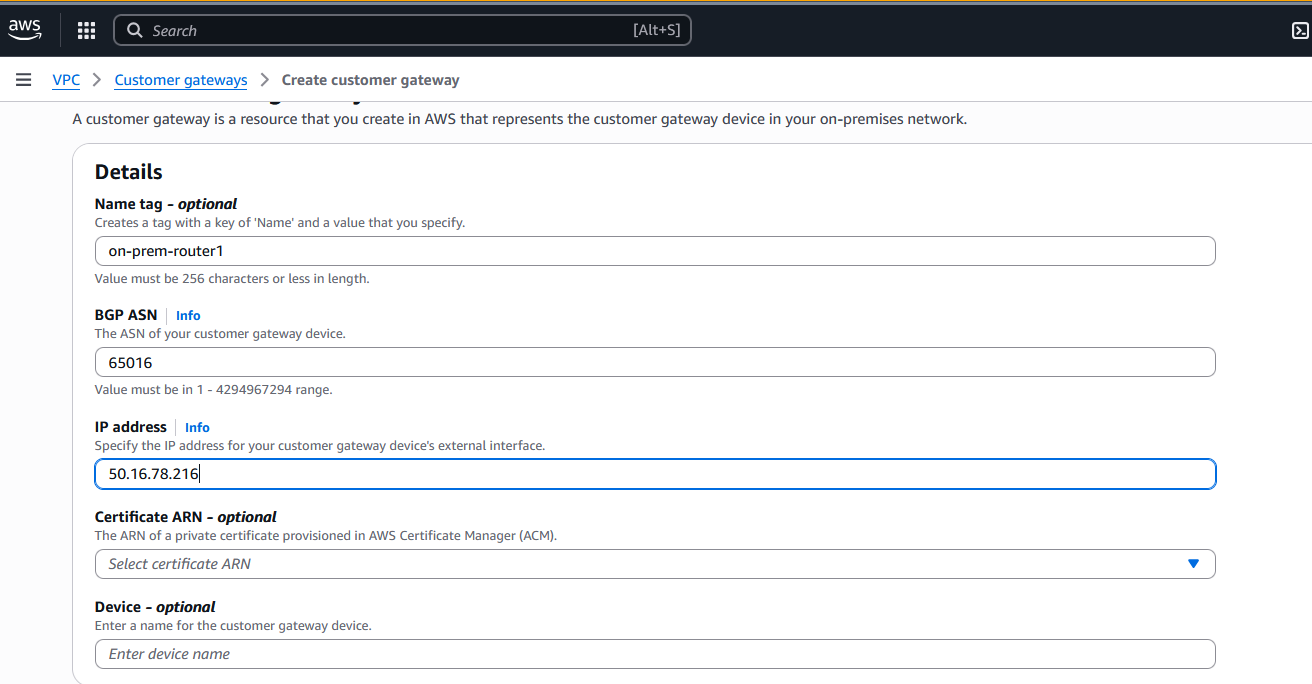 aws
Search [Alt+S]
VPC > Customer gateways > Create customer gateway
A customer gateway is a resource that you create in AWS that represents the customer gateway device in your on-premises network.
Details
Name tag - optional
Creates a tag with a key of 'Name' and a value that you specify.
on-prem-router1
Value must be 256 characters or less in length.
BGP ASN | Info
The ASN of your customer gateway device.
65016
Value must be in 1 - 4294967294 range.
IP address | Info
Specify the IP address for your customer gateway device's external interface.
50.16.78.216
Certificate ARN - optional
The ARN of a private certificate provisioned in AWS Certificate Manager (ACM).
Select certificate ARN
Device - optional
Enter a name for the customer gateway device.
Enter device name